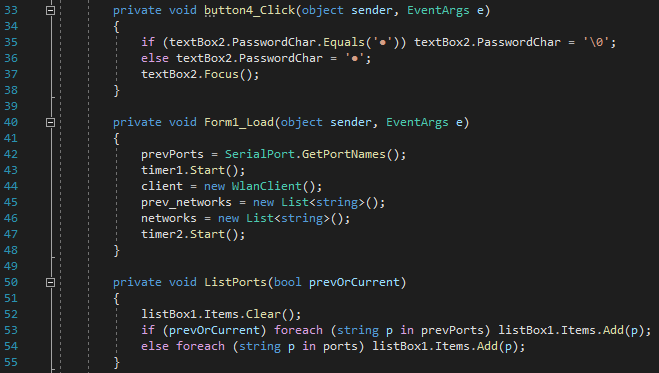 33 private void button4_Click(object sender, EventArgs e)
34 {
35 if (textBox2.PasswordChar.Equals('●')) textBox2.PasswordChar = '\0';
36 else textBox2.PasswordChar = '●';
37 textBox2.Focus();
38 }
39
40 private void Form1_Load(object sender, EventArgs e)
41 {
42 prevPorts = SerialPort.GetPortNames();
43 timer1.Start();
44 client = new WlanClient();
45 prev_networks = new List<string>();
46 networks = new List<string>();
47 timer2.Start();
48 }
49
50 private void ListPorts(bool prevOrCurrent)
51 {
52 listBox1.Items.Clear();
53 if (prevOrCurrent) foreach (string p in prevPorts) listBox1.Items.Add(p);
54 else foreach (string p in ports) listBox1.Items.Add(p);
55 }